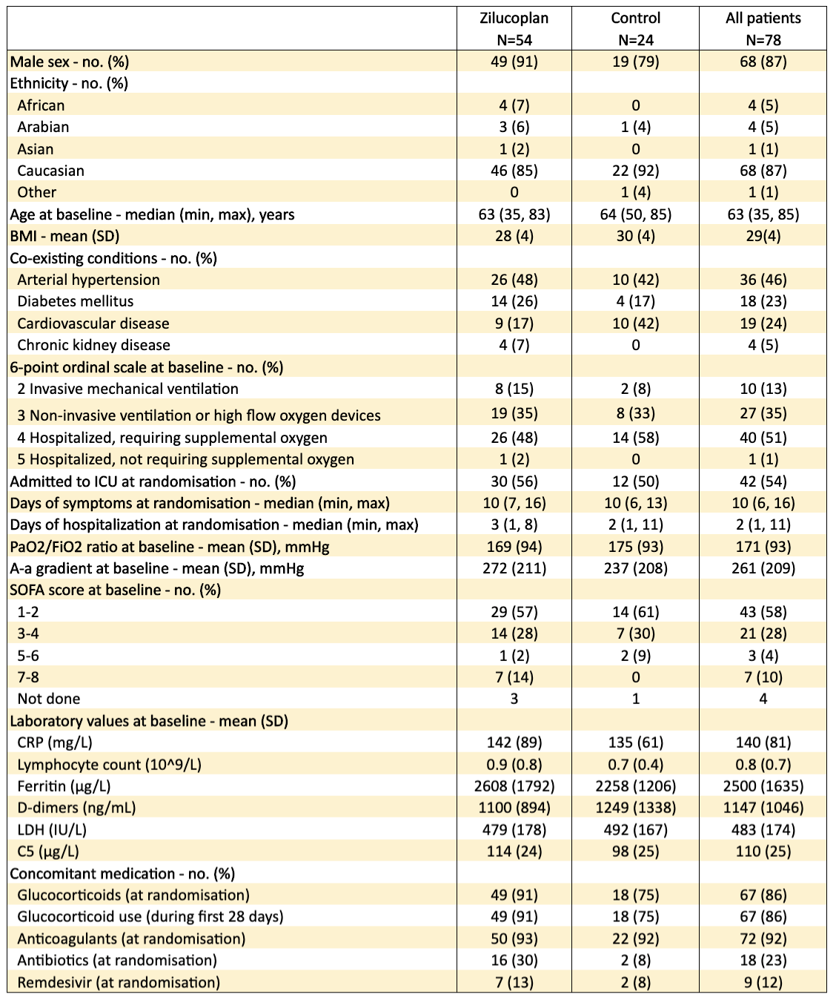 Zilucoplan Control All patients
N=54 N=24 N=78
Male sex - no. (%) 49 (91) 19 (79) 68 (87)
Ethnicity - no. (%)
African 4 (7) 0 4 (5)
Arabian 3 (6) 1 (4) 4 (5)
Asian 1 (2) 0 1 (1)
Caucasian 46 (85) 22 (92) 68 (87)
Other 0 1 (4) 1 (1)
Age at baseline - median (min, max), years 63 (35, 83) 64 (50, 85) 63 (35, 85)
BMI - mean (SD) 28 (4) 30 (4) 29(4)
Co-existing conditions - no. (%)
Arterial hypertension 26 (48) 10 (42) 36 (46)
Diabetes mellitus 14 (26) 4 (17) 18 (23)
Cardiovascular disease 9 (17) 10 (42) 19 (24)
Chronic kidney disease 4 (7) 0 4 (5)
6-point ordinal scale at baseline - no. (%)
2 Invasive mechanical ventilation 8 (15) 2 (8) 10 (13)
3 Non-invasive ventilation or high flow oxygen devices 19 (35) 8 (33) 27 (35)
4 Hospitalized, requiring supplemental oxygen 26 (48) 14 (58) 40 (51)
5 Hospitalized, not requiring supplemental oxygen 1 (2) 0 1 (1)
Admitted to ICU at randomisation - no. (%) 30 (56) 12 (50) 42 (54)
Days of symptoms at randomisation - median (min, max) 10 (7, 16) 10 (6, 13) 10 (6, 16)
Days of hospitalization at randomisation - median (min, max) 3 (1, 8) 2 (1, 11) 2 (1, 11)
PaO2/FiO2 ratio at baseline - mean (SD), mmHg 169 (94) 175 (93) 171 (93)
A-a gradient at baseline - mean (SD), mmHg 272 (211) 237 (208) 261 (209)
SOFA score at baseline - no. (%)
1-2 29 (57) 14 (61) 43 (58)
3-4 14 (28) 7 (30) 21 (28)
5-6 1 (2) 2 (9) 3 (4)
7-8 7 (14) 0 7 (10)
Not done 3 1 4
Laboratory values at baseline - mean (SD)
CRP (mg/L) 142 (89) 135 (61) 140 (81)
Lymphocyte count (10^9/L) 0.9 (0.8) 0.7 (0.4) 0.8 (0.7)
Ferritin (μg/L) 2608 (1792) 2258 (1206) 2500 (1635)
D-dimers (ng/mL) 1100 (894) 1249 (1338) 1147 (1046)
LDH (IU/L) 479 (178) 492 (167) 483 (174)
C5 (μg/L) 114 (24) 98 (25) 110 (25)
Concomitant medication - no. (%)
Glucocorticoids (at randomisation) 49 (91) 18 (75) 67 (86)
Glucocorticoid use (during first 28 days) 49 (91) 18 (75) 67 (86)
Anticoagulants (at randomisation) 50 (93) 22 (92) 72 (92)
Antibiotics (at randomisation) 16 (30) 2 (8) 18 (23)
Remdesivir (at randomisation) 7 (13) 2 (8) 9 (12)